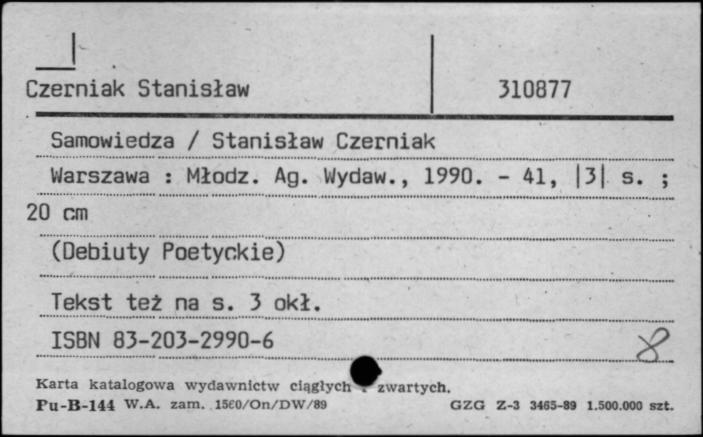 Czerniak Stanisław 310877
Samowiedza / Stanisław Czerniak
Warszawa : Młodz. Ag. Wydaw., 1990. - 41, |3| s. ;
20 cm
(Debiuty Poetyckie)
Tekst też na s. 3 okł.
ISBN 83-203-2990-6
Karta katalogowa wydawnictw ciągłych zwartych.
Pu-B-144 W.A. zam. 1560/On/DW/89 GZG Z-3 3465-89 1.500.000 szt.